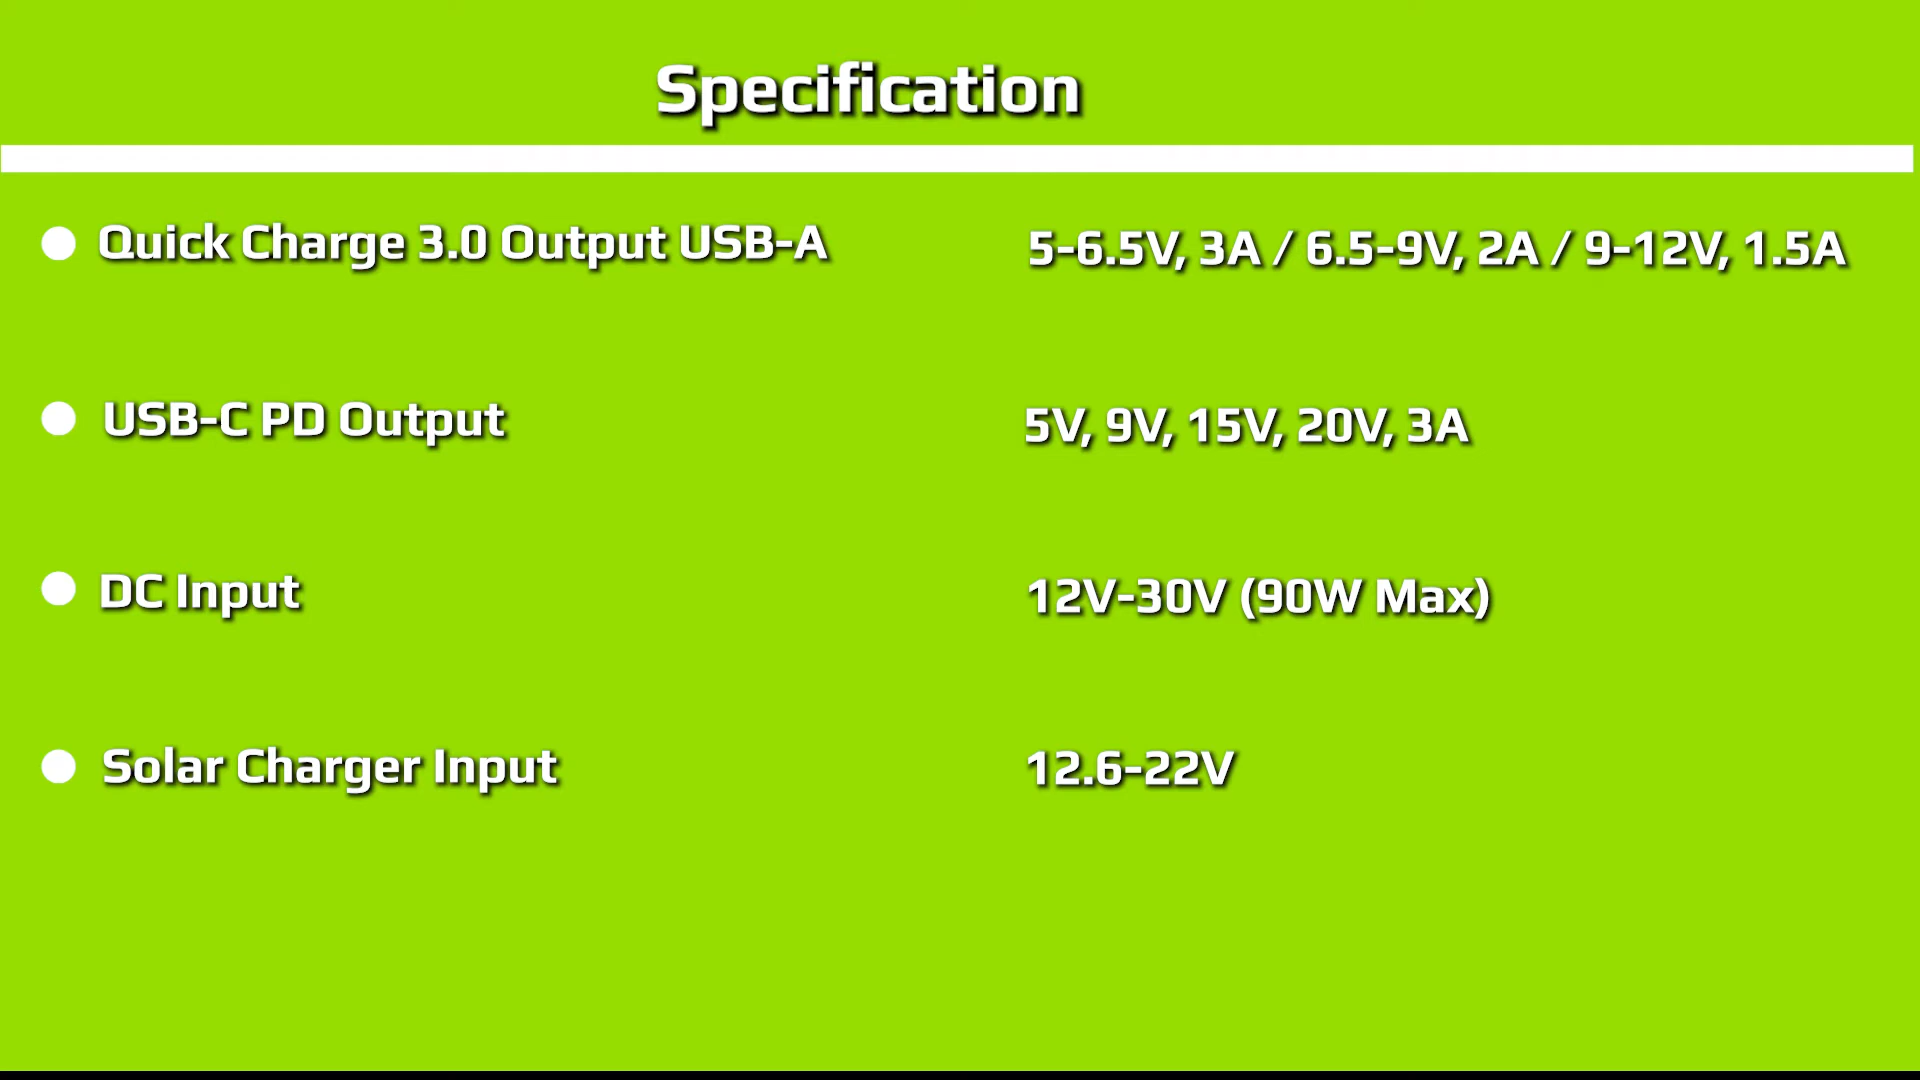 Specification
Quick Charge 3.0 Output USB-A 5-6.5V, 3A / 6.5-9V, 2A / 9-12V, 1.5A
USB-C PD Output 5V, 9V, 15V, 20V, 3A
DC Input 12V-30V (90W Max)
Solar Charger Input 12.6-22V